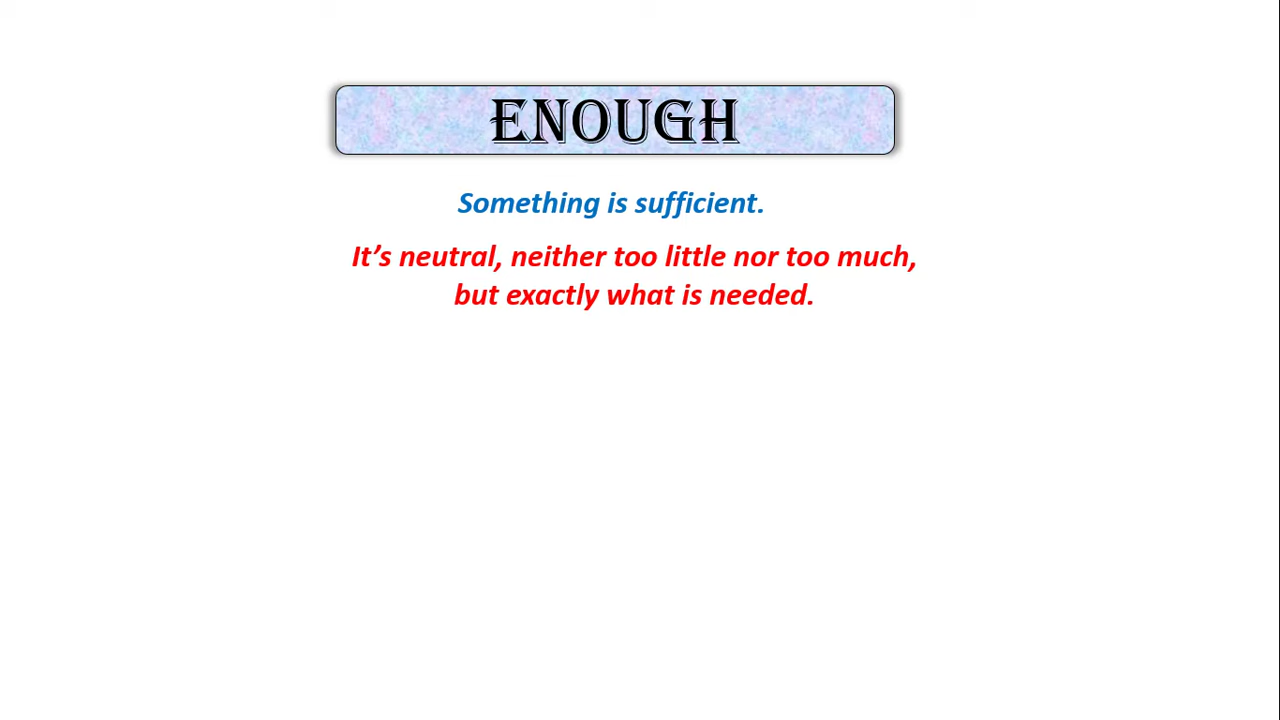 ENOUGH
Something is sufficient.
It’s neutral, neither too little nor too much,
but exactly what is needed.